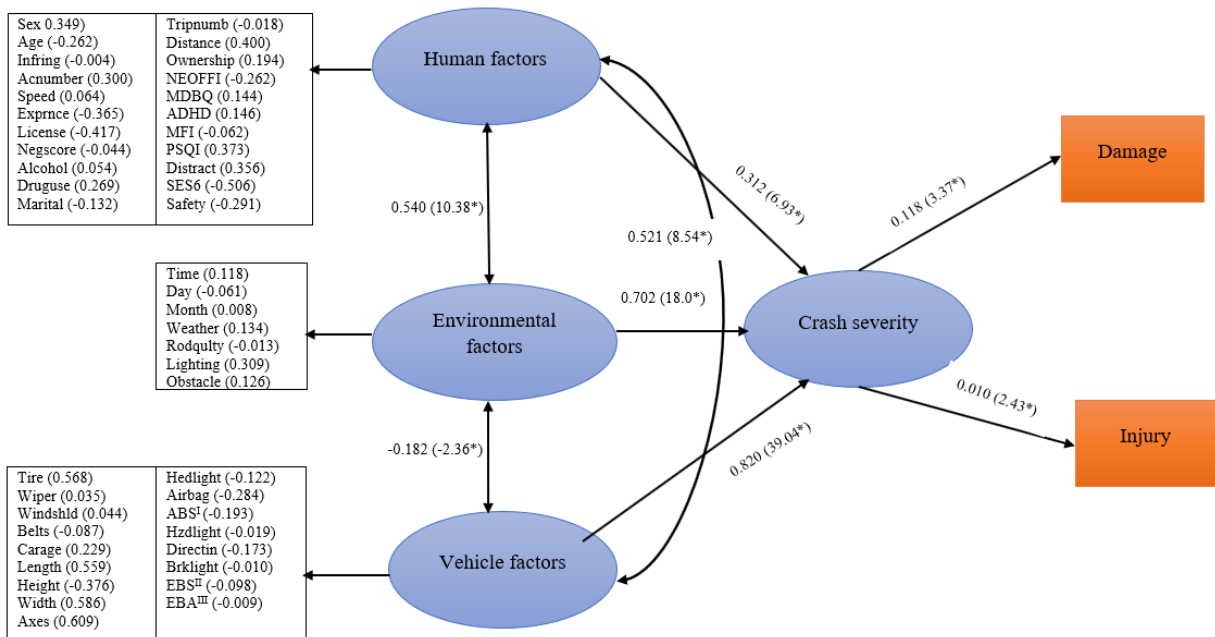 Sex 0.349)
Age (-0.262)
Infring (-0.004)
Acnumber (0.300)
Speed (0.064)
Exprnce (-0.365)
License (-0.417)
Negscore (-0.044)
Alcohol (0.054)
Druguse (0.269)
Marital (-0.132)
Tripnumb (-0.018)
Distance (0.400)
Ownership (0.194)
NEOFFI (-0.262)
MDBQ (0.144)
ADHD (0.146)
MFI (-0.062)
PSQI (0.373)
Distract (0.356)
SES6 (-0.506)
Safety (-0.291)
Human factors
0.540 (10.38*)
0.312 (6.93*)
0.521 (8.54*)
Time (0.118)
Day (-0.061)
Month (0.008)
Weather (0.134)
Rodqulty (-0.013)
Lighting (0.309)
Obstacle (0.126)
Environmental
factors
0.702 (18.0*)
Crash severity
0.118 (3.37*)
Damage
0.010 (2.43*)
Injury
-0.182 (-2.36*)
0.820 (39.04*)
Tire (0.568)
Wiper (0.035)
Windshld (0.044)
Belts (-0.087)
Carage (0.229)
Length (0.559)
Height (-0.376)
Width (0.586)
Axes (0.609)
Hedlight (-0.122)
Airbag (-0.284)
ABSᴵ (-0.193)
Hzdlight (-0.019)
Directin (-0.173)
Brklight (-0.010)
EBSᴵᴵ (-0.098)
EBAᴵᴵᴵ (-0.009)
Vehicle factors